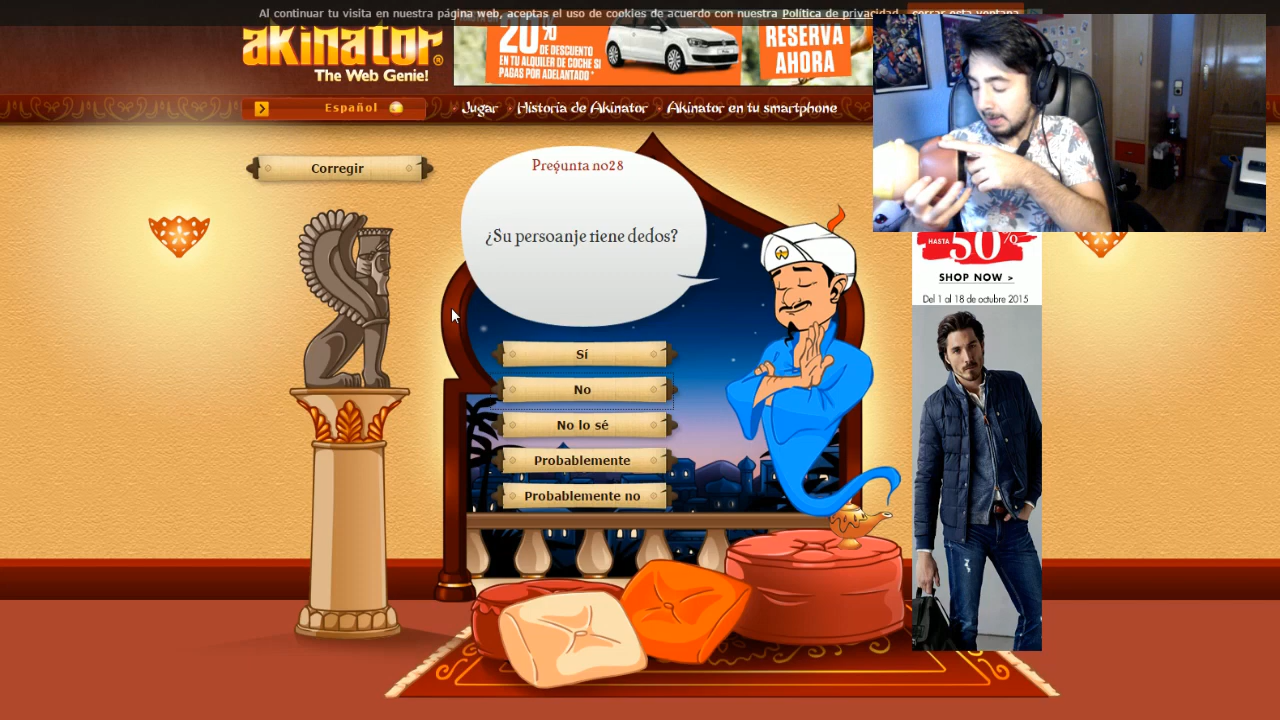 Al continuar tu visita en nuestra página web, aceptas el uso de cookies de acuerdo con nuestra Política de privacidad cerrar esta ventana
akinator®
The Web Genie!
20%
DE DESCUENTO
EN TU ALQUILER DE COCHE SI
PAGAS POR ADELANTADO*
RESERVA
AHORA
Español
Jugar
Historia de Akinator
Akinator en tu smartphone
Corregir
Pregunta no28
¿Su persoanje tiene dedos?
Sí
No
No lo sé
Probablemente
Probablemente no
HASTA 50%
SHOP NOW >
Del 1 al 18 de octubre 2015